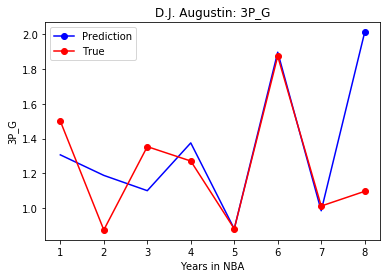 D.J. Augustin: 3P_G
Prediction
True
2.0
1.8
1.6
1.4
1.2
1.0
3P_G
1 2 3 4 5 6 7 8
Years in NBA